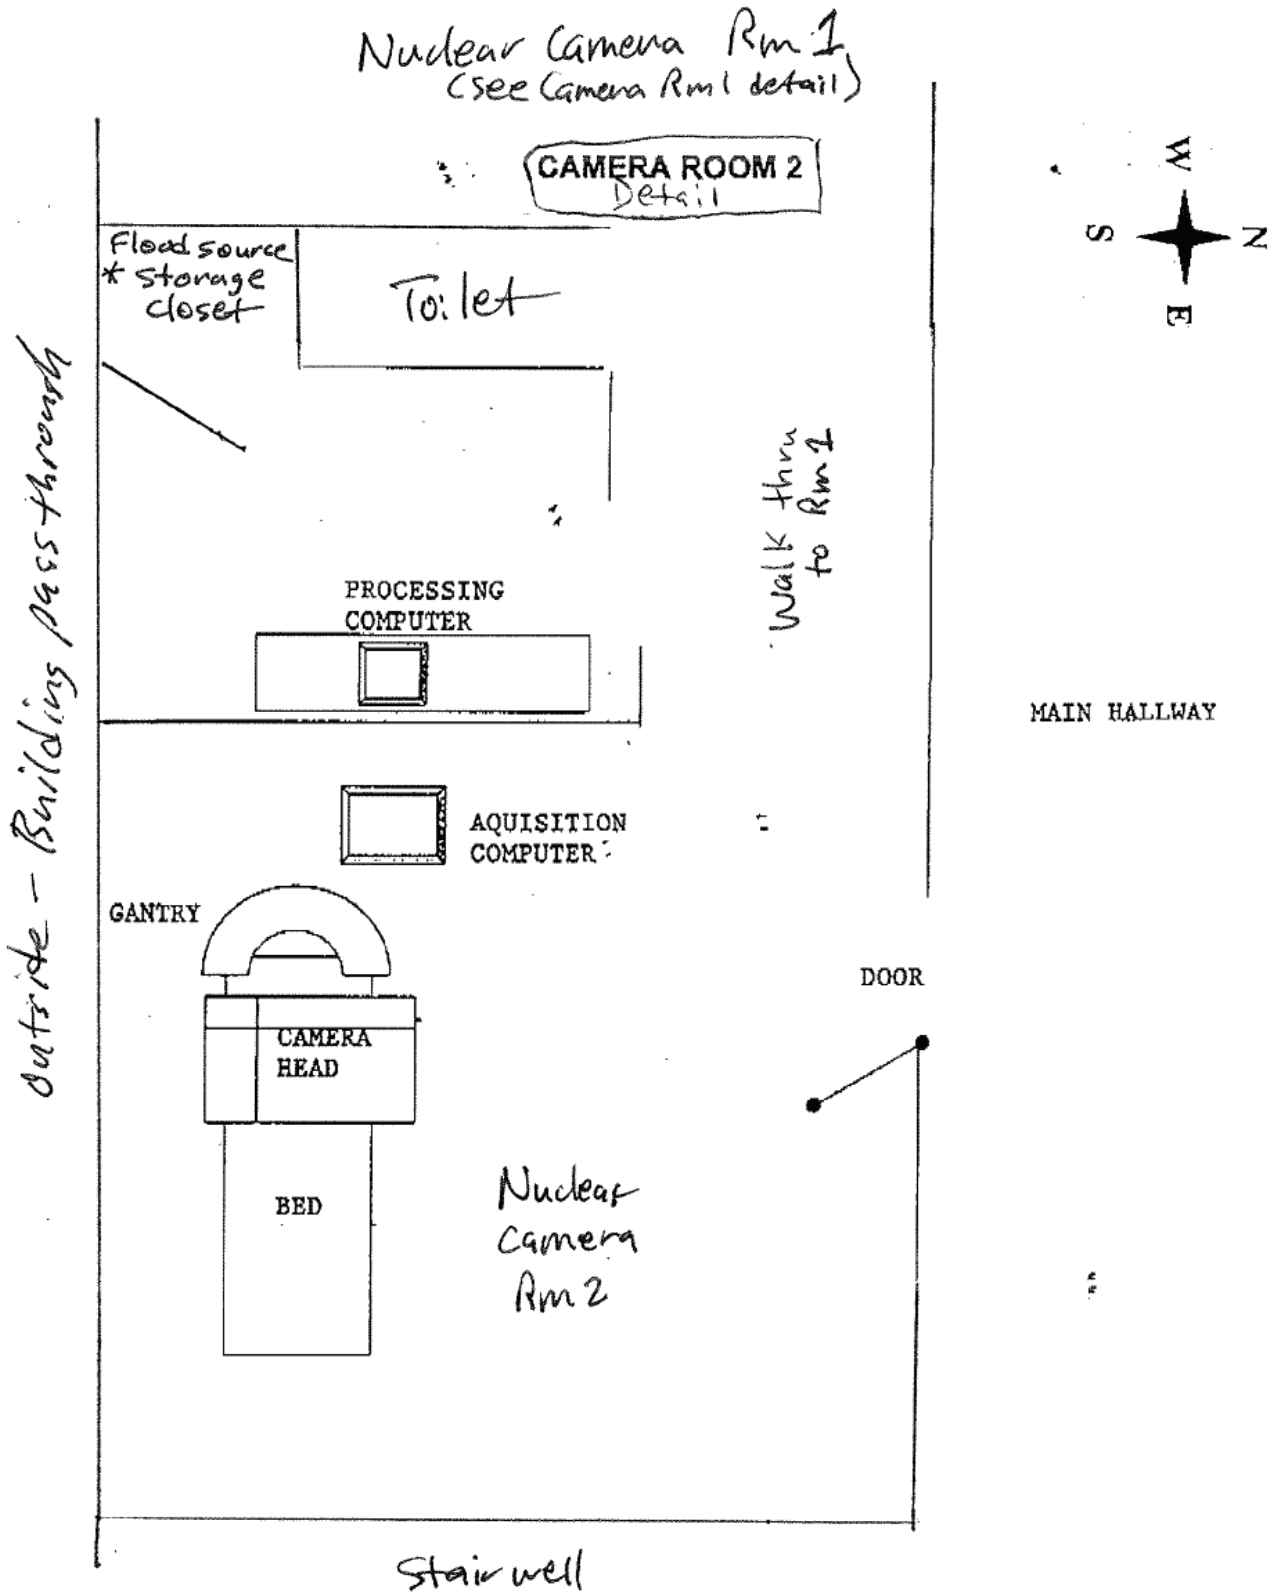 Nuclear Camera Rm 1
(see Camera Rm 1 detail)
CAMERA ROOM 2
Detail
W
S
N
E
Flood source
* storage
closet
Toilet
Outside - Building pass through
Walk thru
to Rm 1
PROCESSING
COMPUTER
MAIN HALLWAY
AQUISITION
COMPUTER
GANTRY
DOOR
CAMERA
HEAD
BED
Nuclear
Camera
Rm 2
Stairwell